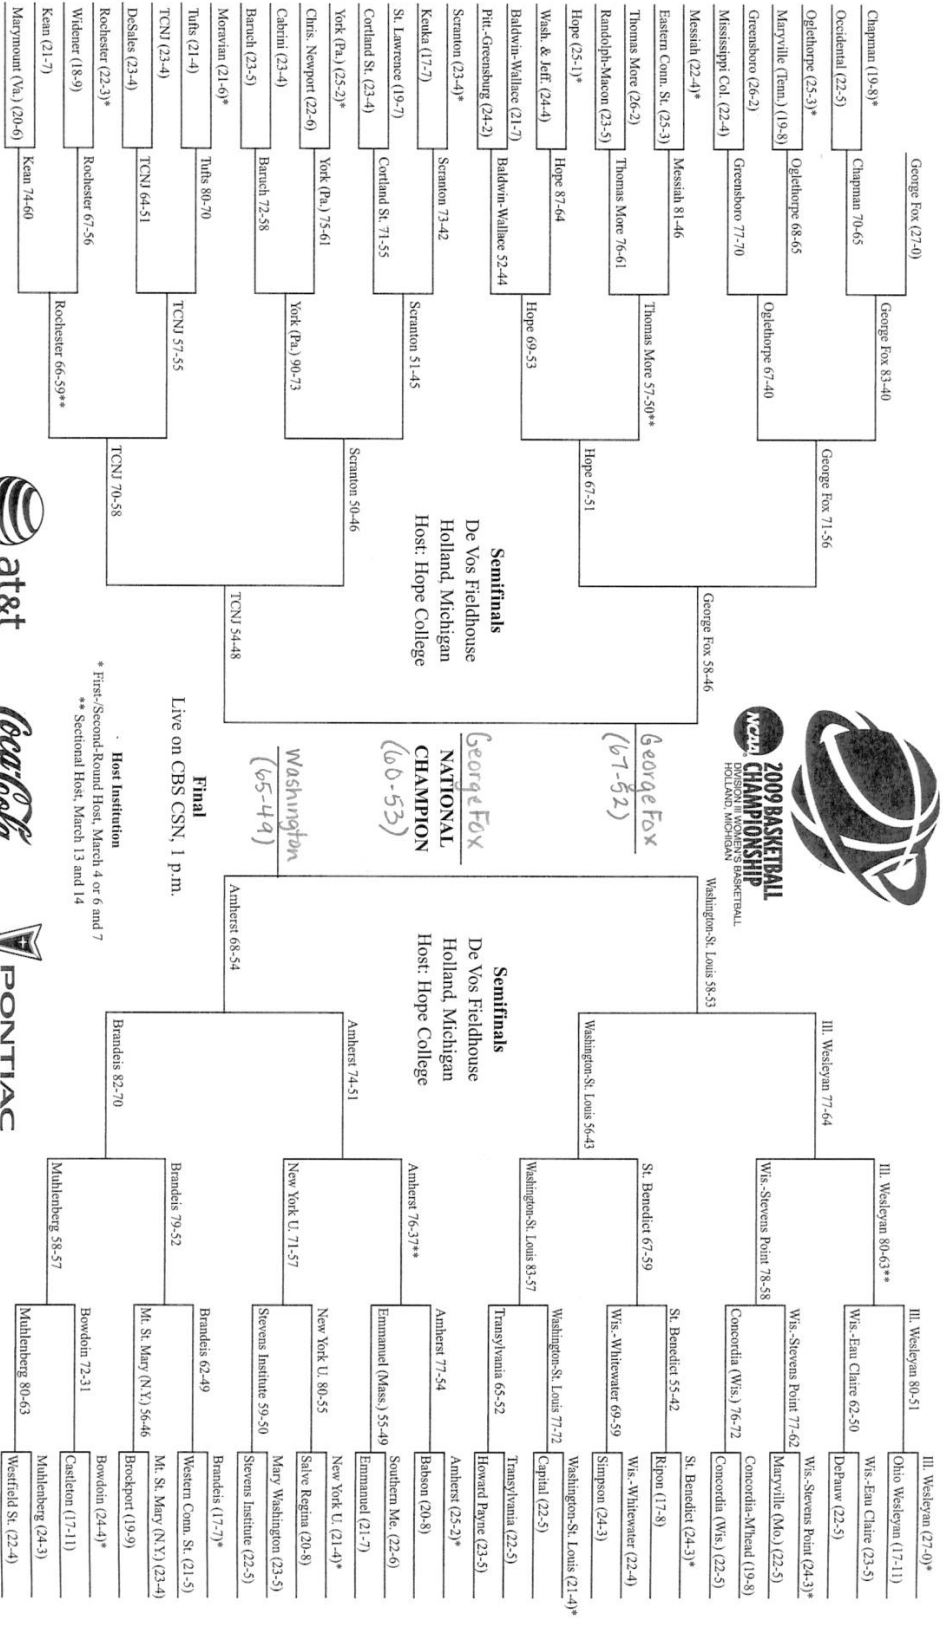 George Fox (27-0)
Chapman (19-8)*
Occidental (22-5)
Oglethorpe (25-3)*
Maryville (Tenn.) (19-8)
Greensboro (26-2)
Mississippi Col. (22-4)
Messiah (22-4)*
Eastern Conn. St. (25-3)
Thomas More (26-2)
Randolph-Macon (23-5)
Hope (25-1)*
Wash. & Jeff. (24-4)
Baldwin-Wallace (21-7)
Pitt.-Greensburg (24-2)
Scranton (23-4)*
Keuka (17-7)
St. Lawrence (19-7)
Cortland St. (23-4)
York (Pa.) (25-2)*
Chris. Newport (22-6)
Cabrini (23-4)
Baruch (23-5)
Moravian (21-6)*
Tufts (21-4)
TCNJ (23-4)
DeSales (23-4)
Rochester (22-3)*
Widener (18-9)
Kean (21-7)
Marymount (Va.) (20-6)
Chapman 70-65
Oglethorpe 68-65
Greensboro 77-70
Messiah 81-46
Thomas More 76-61
Hope 87-64
Baldwin-Wallace 52-44
Scranton 73-42
Cortland St. 71-55
York (Pa.) 75-61
Baruch 72-58
Tufts 80-70
TCNJ 64-51
Rochester 67-56
Kean 74-60
George Fox 83-40
Oglethorpe 67-40
Thomas More 57-50**
Hope 69-53
Scranton 51-45
York (Pa.) 90-73
TCNJ 57-55
Rochester 66-59**
George Fox 71-56
Hope 67-51
Scranton 50-46
TCNJ 70-58
Semifinals
De Vos Fieldhouse
Holland, Michigan
Host: Hope College
George Fox 58-46
TCNJ 54-48
NCAA 2009 BASKETBALL
CHAMPIONSHIP
DIVISION III WOMEN'S BASKETBALL
HOLLAND, MICHIGAN
George Fox
(67-52)
George Fox
NATIONAL
CHAMPION
(60-53)
Washington
(65-49)
Final
Live on CBS CSN, 1 p.m.
Host Institution
* First-/Second-Round Host, March 4 or 6 and 7
** Sectional Host, March 13 and 14
at&t
Coca-Cola
PONTIAC
Washington-St. Louis 58-53
Amherst 68-54
Semifinals
De Vos Fieldhouse
Holland, Michigan
Host: Hope College
Ill. Wesleyan 77-64
Washington-St. Louis 56-43
Amherst 74-51
Brandeis 82-70
Ill. Wesleyan 80-63**
Wis.-Stevens Point 78-58
St. Benedict 67-59
Washington-St. Louis 83-57
Amherst 76-37**
New York U. 71-57
Brandeis 79-52
Muhlenberg 58-57
Ill. Wesleyan 80-51
Wis.-Eau Claire 62-50
Wis.-Stevens Point 77-62
Concordia (Wis.) 76-72
St. Benedict 55-42
Wis.-Whitewater 69-59
Washington-St. Louis 77-72
Transylvania 65-52
Amherst 77-54
Emmanuel (Mass.) 55-49
New York U. 80-55
Stevens Institute 59-50
Brandeis 62-49
Mt. St. Mary (N.Y.) 56-46
Bowdoin 72-31
Muhlenberg 80-63
Ill. Wesleyan (27-0)*
Ohio Wesleyan (17-11)
Wis.-Eau Claire (23-5)
DePauw (22-5)
Wis.-Stevens Point (24-3)*
Maryville (Mo.) (22-5)
Concordia-M'head (19-8)
Concordia (Wis.) (22-5)
St. Benedict (24-3)*
Ripon (17-8)
Wis.-Whitewater (22-4)
Simpson (24-3)
Washington-St. Louis (21-4)*
Capital (22-5)
Transylvania (22-5)
Howard Payne (23-5)
Amherst (25-2)*
Babson (20-8)
Southern Me. (22-6)
Emmanuel (21-7)
New York U. (21-4)*
Salve Regina (20-8)
Mary Washington (23-5)
Stevens Institute (22-5)
Brandeis (17-7)*
Western Conn. St. (21-5)
Mt. St. Mary (N.Y.) (23-4)
Brockport (19-9)
Bowdoin (24-4)*
Castleton (17-11)
Muhlenberg (24-3)
Westfield St. (22-4)